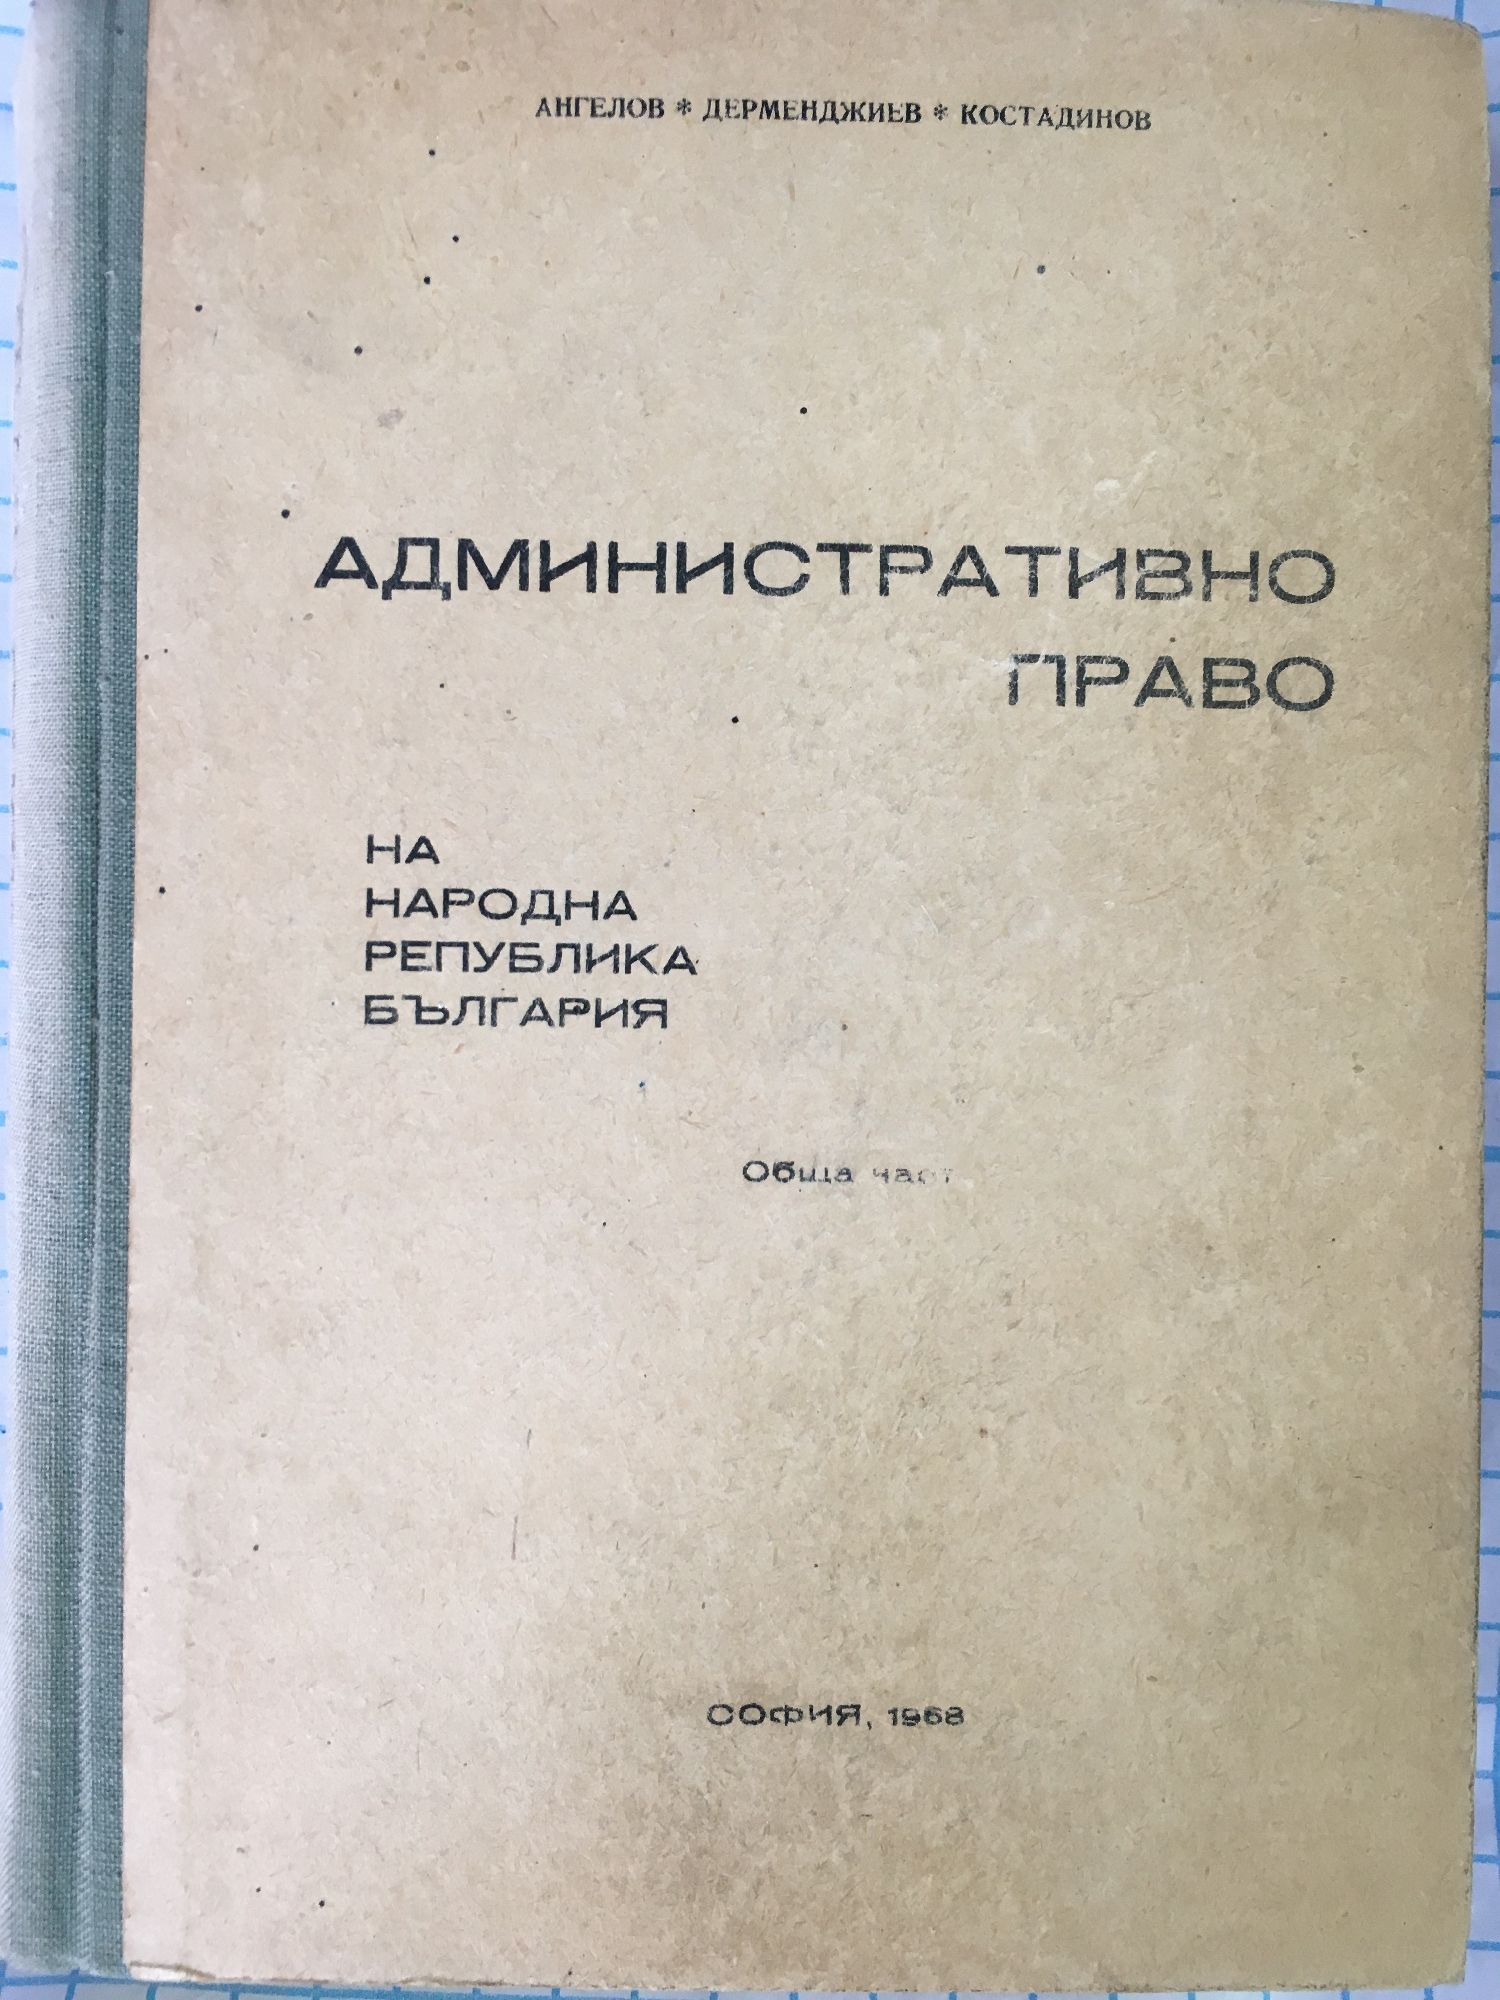 АНГЕЛОВ * ДЕРМЕНДЖИЕВ * КОСТАДИНОВ
АДМИНИСТРАТИВНО
ПРАВО
НА
НАРОДНА
РЕПУБЛИКА
БЪЛГАРИЯ
Обща част
СОФИЯ, 1968